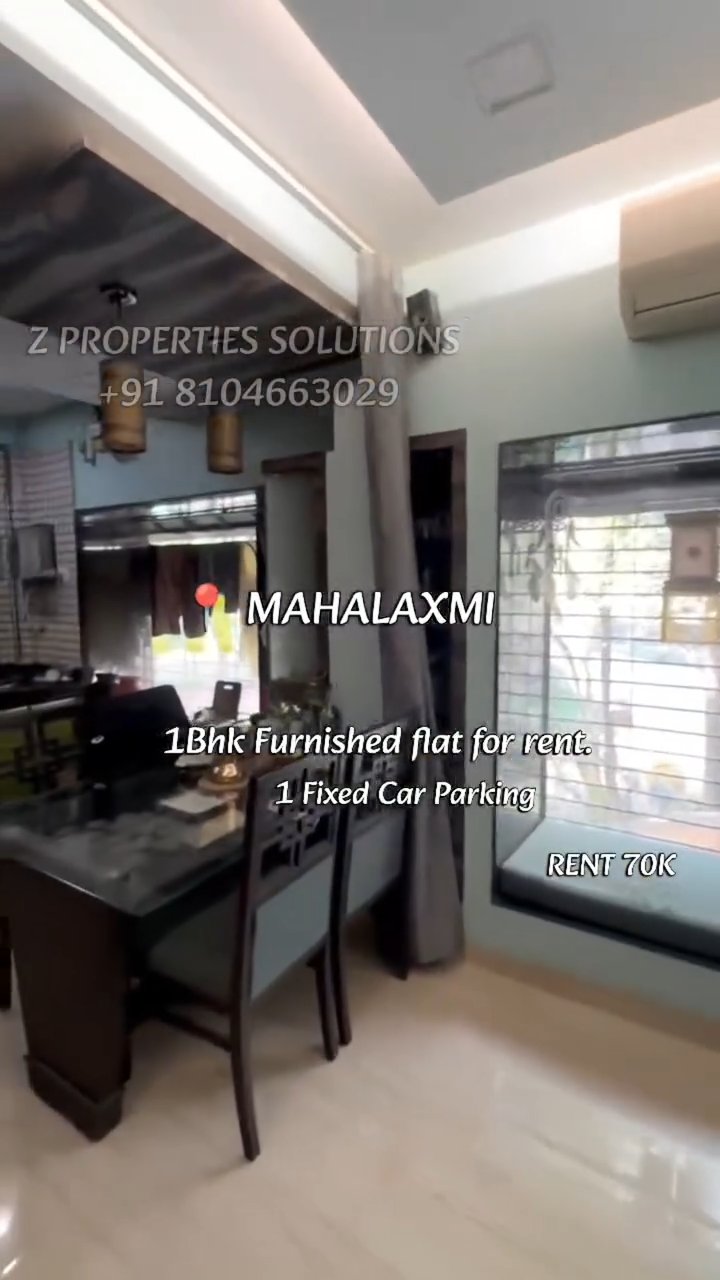 Z PROPERTIES SOLUTIONS
+91 8104663029
📍 MAHALAXMI
1Bhk Furnished flat for rent.
1 Fixed Car Parking
RENT 70K